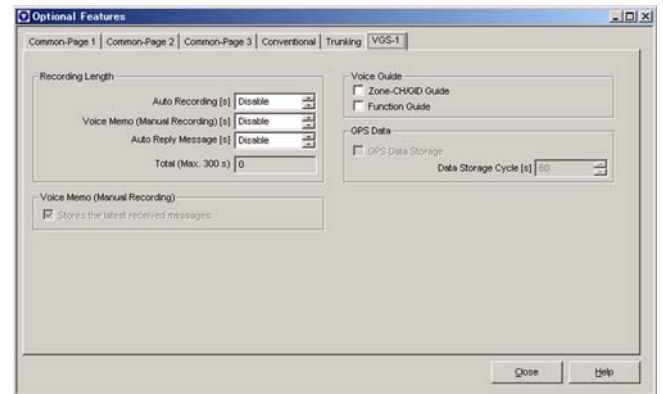 Optional Features
Common-Page 1 Common-Page 2 Common-Page 3 Conventional Trunking VGS-1
Recording Length
Auto Recording [s] Disable
Voice Memo (Manual Recording) [s] Disable
Auto Reply Message [s] Disable
Total (Max. 300 s) 0
Voice Memo (Manual Recording)
Stores the latest received messages.
Voice Guide
Zone-CH/GID Guide
Function Guide
GPS Data
GPS Data Storage
Data Storage Cycle [s] 60
Close Help